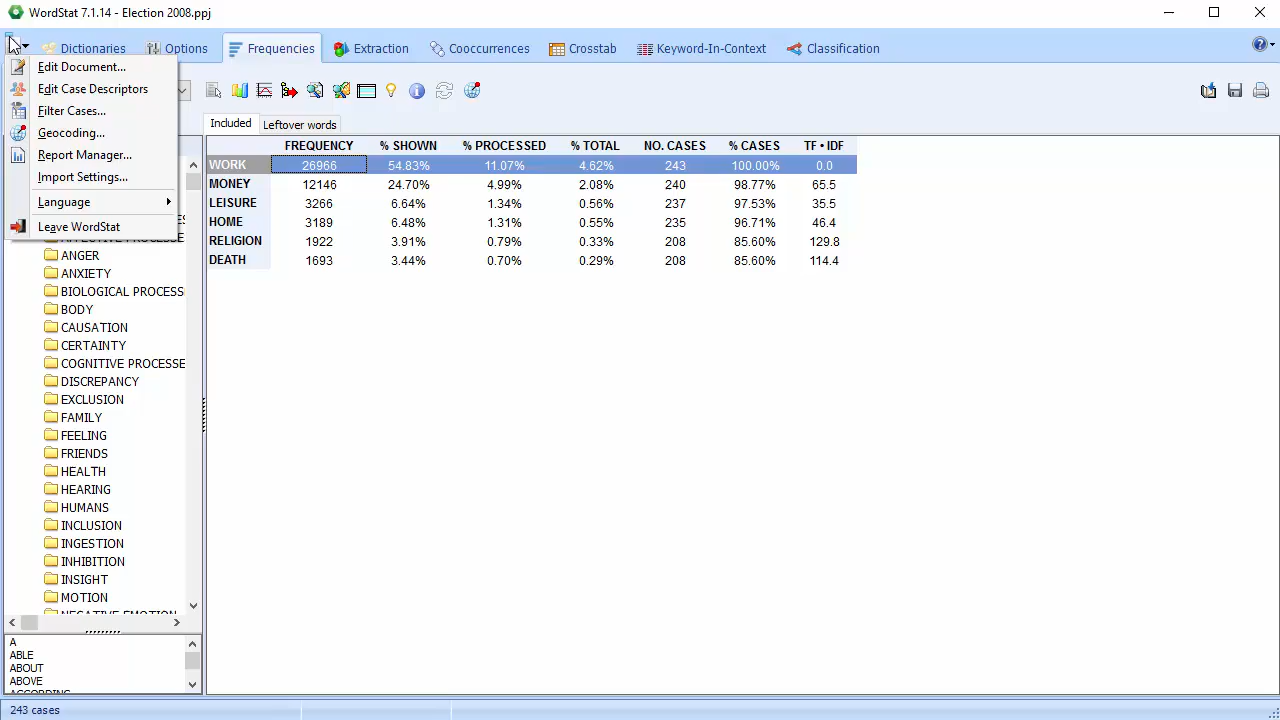 WordStat 7.1.14 - Election 2008.ppj
Dictionaries Options Frequencies Extraction Cooccurrences Crosstab Keyword-In-Context Classification
Edit Document...
Edit Case Descriptors
Filter Cases...
Geocoding...
Report Manager...
Import Settings...
Language
Leave WordStat
Included Leftover words
FREQUENCY % SHOWN % PROCESSED % TOTAL NO. CASES % CASES TF • IDF
WORK 26966 54.83% 11.07% 4.62% 243 100.00% 0.0
MONEY 12146 24.70% 4.99% 2.08% 240 98.77% 65.5
LEISURE 3266 6.64% 1.34% 0.56% 237 97.53% 35.5
HOME 3189 6.48% 1.31% 0.55% 235 96.71% 46.4
RELIGION 1922 3.91% 0.79% 0.33% 208 85.60% 129.8
DEATH 1693 3.44% 0.70% 0.29% 208 85.60% 114.4
ANGER
ANXIETY
BIOLOGICAL PROCESS
BODY
CAUSATION
CERTAINTY
COGNITIVE PROCESSE
DISCREPANCY
EXCLUSION
FAMILY
FEELING
FRIENDS
HEALTH
HEARING
HUMANS
INCLUSION
INGESTION
INHIBITION
INSIGHT
MOTION
NEGATIVE EMOTION
A
ABLE
ABOUT
ABOVE
ACCORDING
243 cases